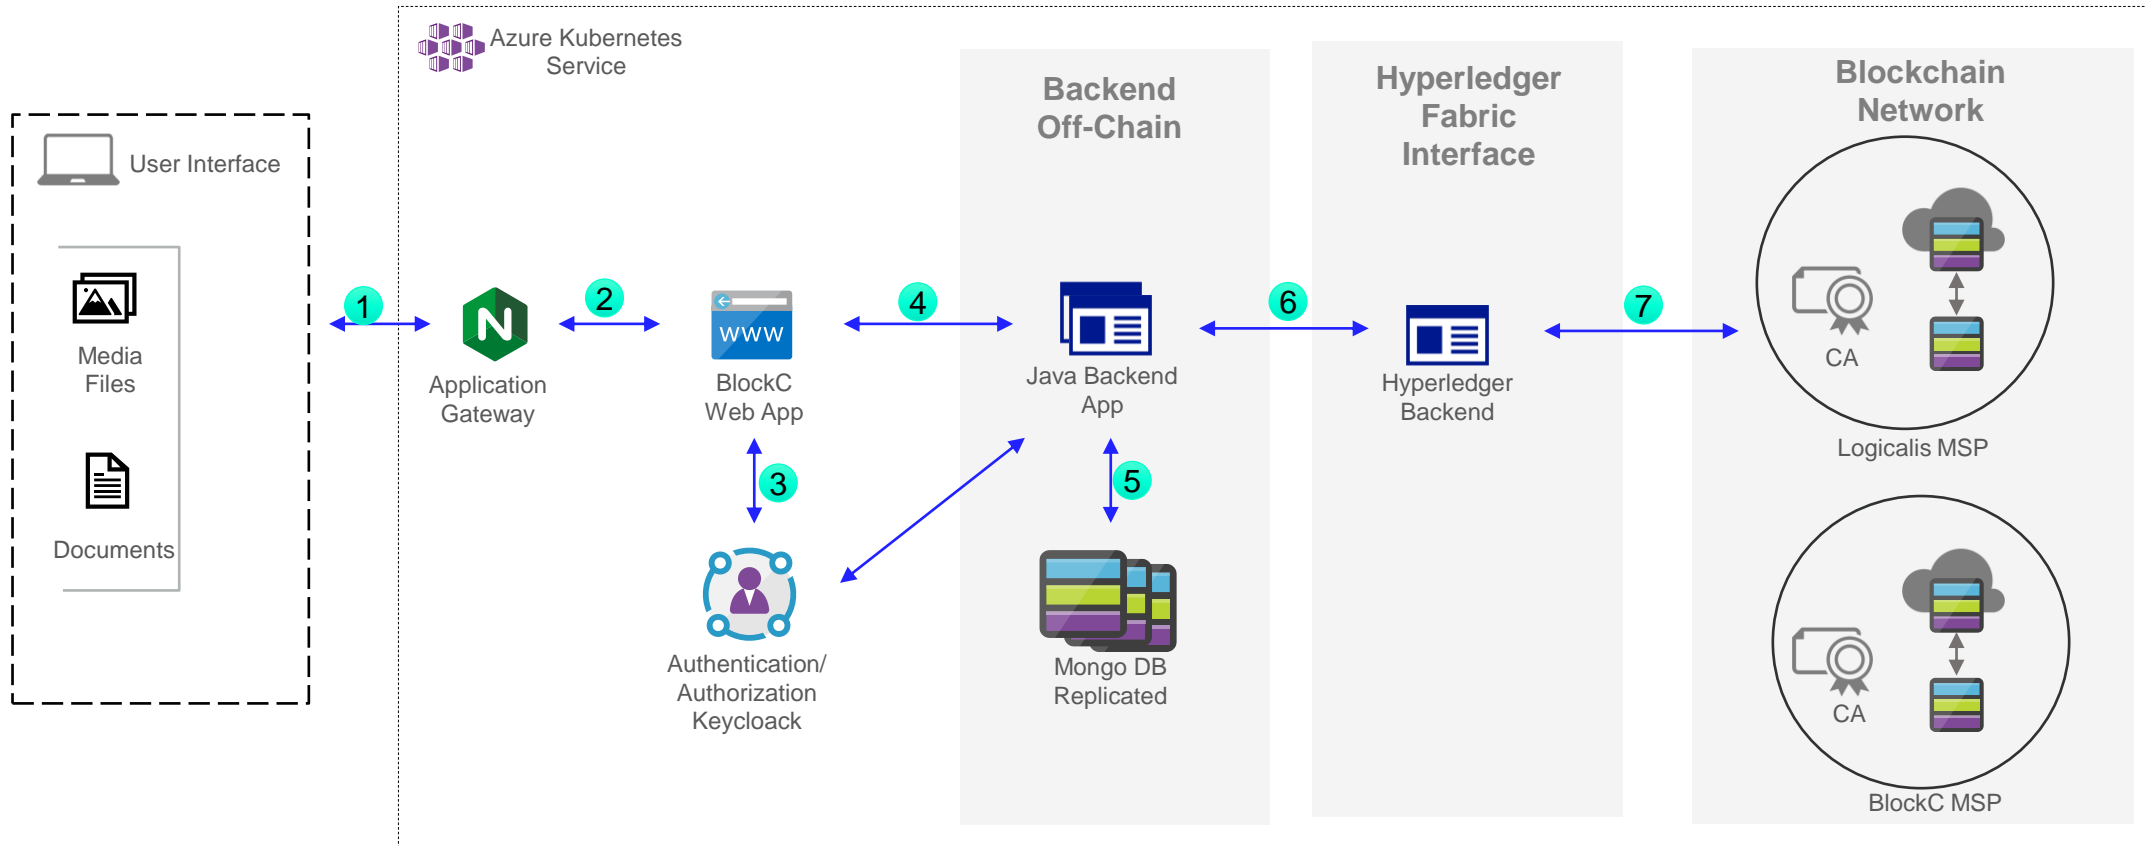 Azure Kubernetes
Service
User Interface
Media
Files
Documents
1
Application
Gateway
2
www
BlockC
Web App
3
Authentication/
Authorization
Keycloack
4
Backend
Off-Chain
Java Backend
App
5
Mongo DB
Replicated
6
Hyperledger
Fabric
Interface
Hyperledger
Backend
7
Blockchain
Network
CA
Logicalis MSP
CA
BlockC MSP
N